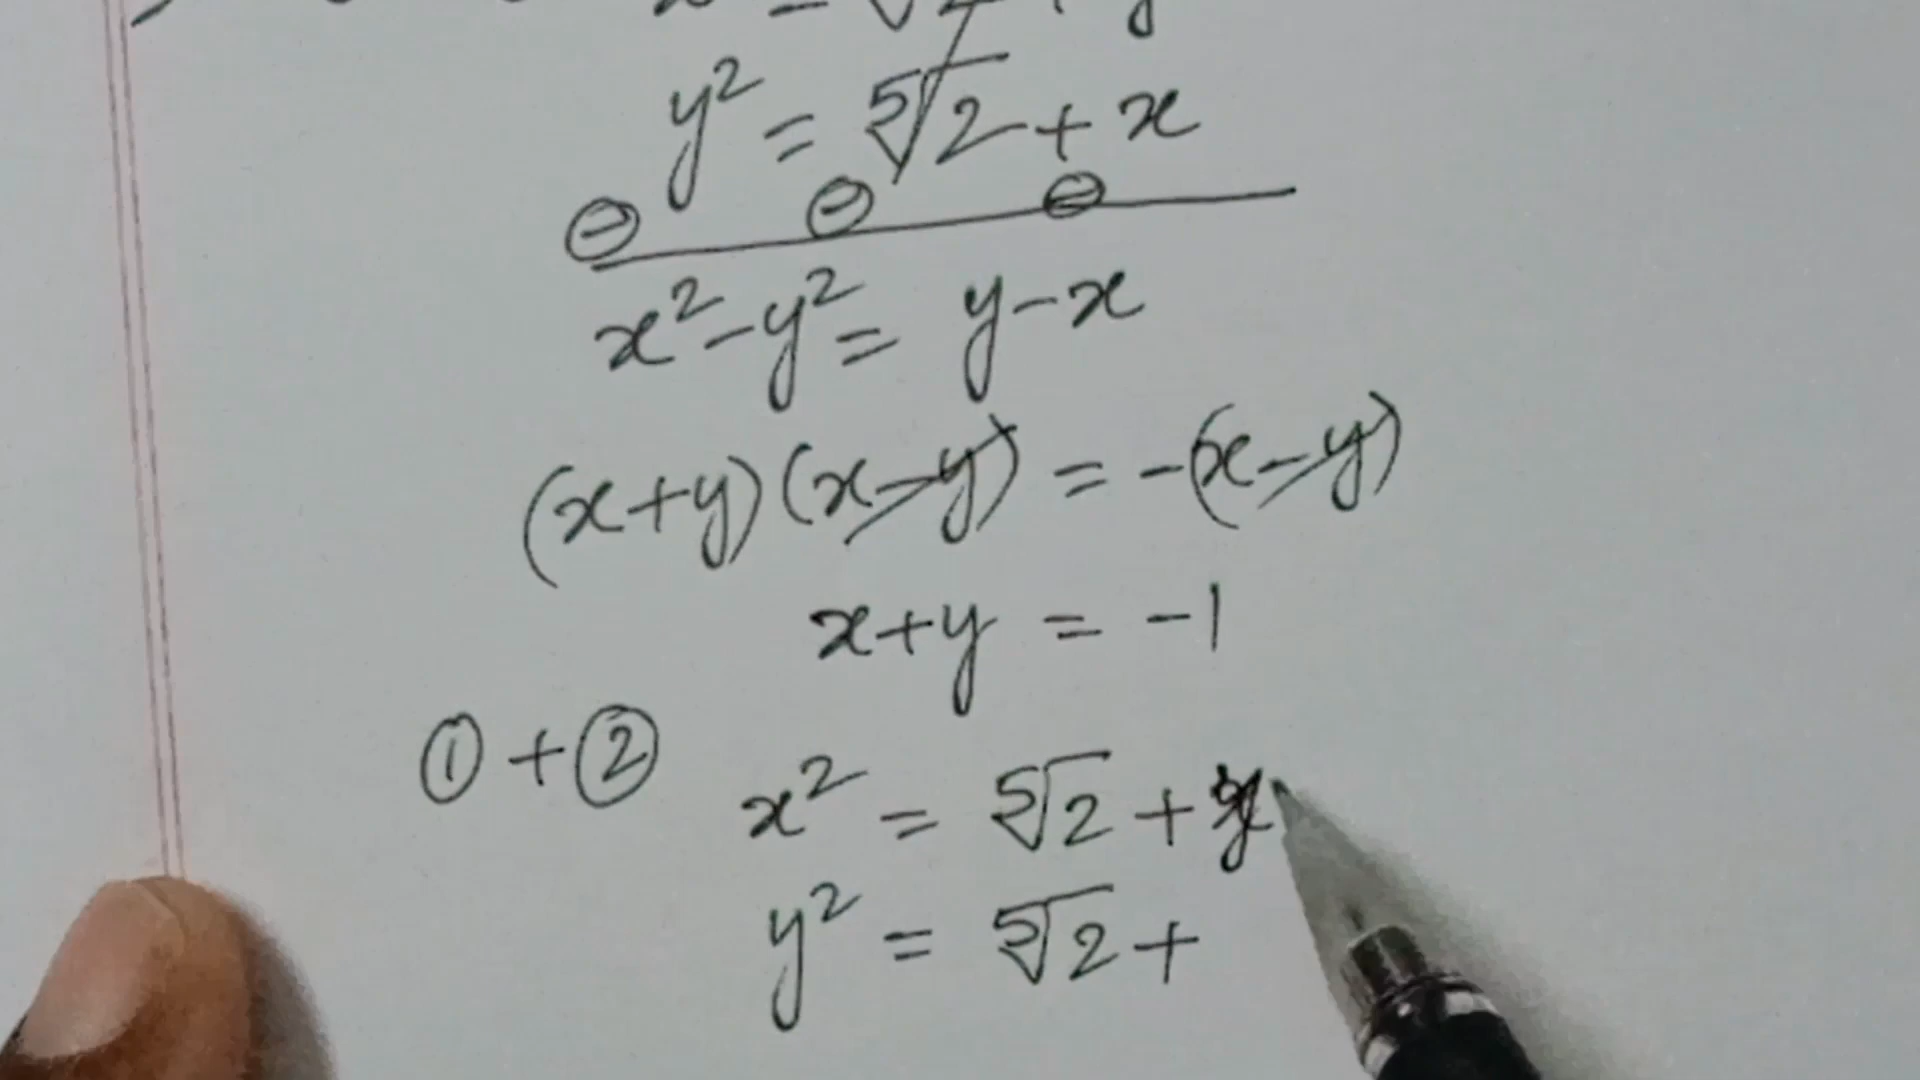 y² = ⁵√2 + x
⊖ ⊖ ⊖
x² - y² = y - x
(x+y)(x-y) = -(x-y)
x+y = -1
① + ② x² = ⁵√2 + y
y² = ⁵√2 +